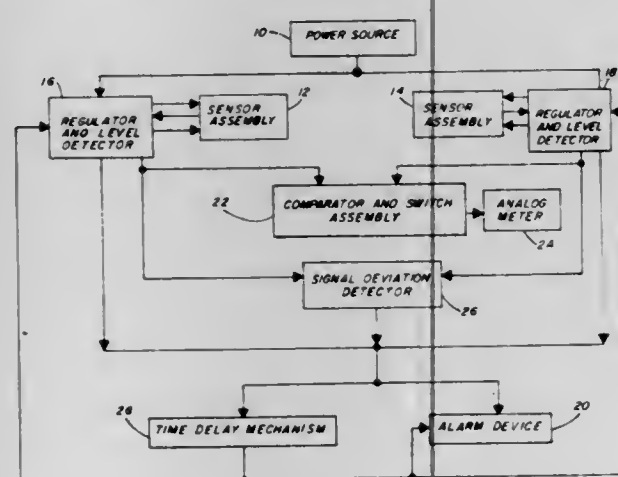 10
POWER SOURCE
16
REGULATOR
AND LEVEL
DETECTOR
12
SENSOR
ASSEMBLY
14
SENSOR
ASSEMBLY
18
REGULATOR
AND LEVEL
DETECTOR
22
COMPARATOR AND SWITCH
ASSEMBLY
ANALOG
METER
24
SIGNAL DEVIATION
DETECTOR
26
28
TIME DELAY MECHANISM
ALARM DEVICE
20